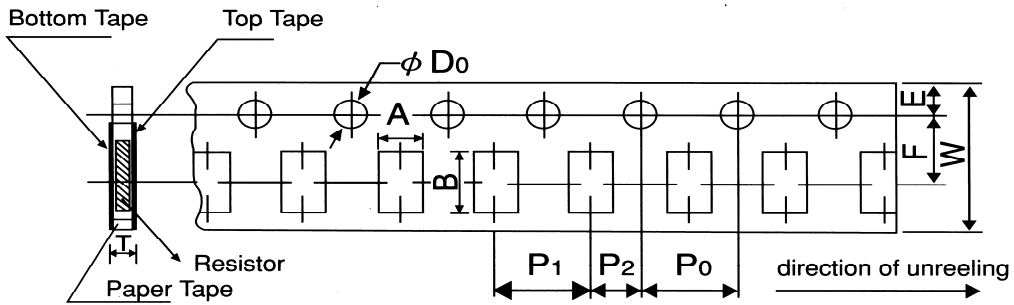 Bottom Tape
Top Tape
ϕ D0
A
B
E
F
W
T
Resistor
Paper Tape
P1
P2
P0
direction of unreeling